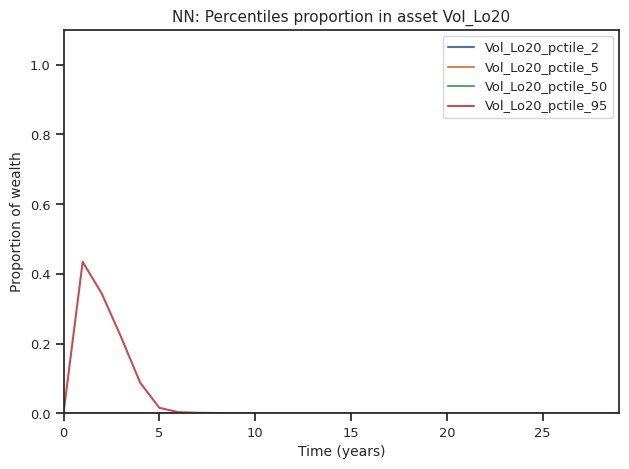 NN: Percentiles proportion in asset Vol_Lo20
Vol_Lo20_pctile_2
Vol_Lo20_pctile_5
Vol_Lo20_pctile_50
Vol_Lo20_pctile_95
Proportion of wealth
1.0
0.8
0.6
0.4
0.2
0.0
0 5 10 15 20 25
Time (years)